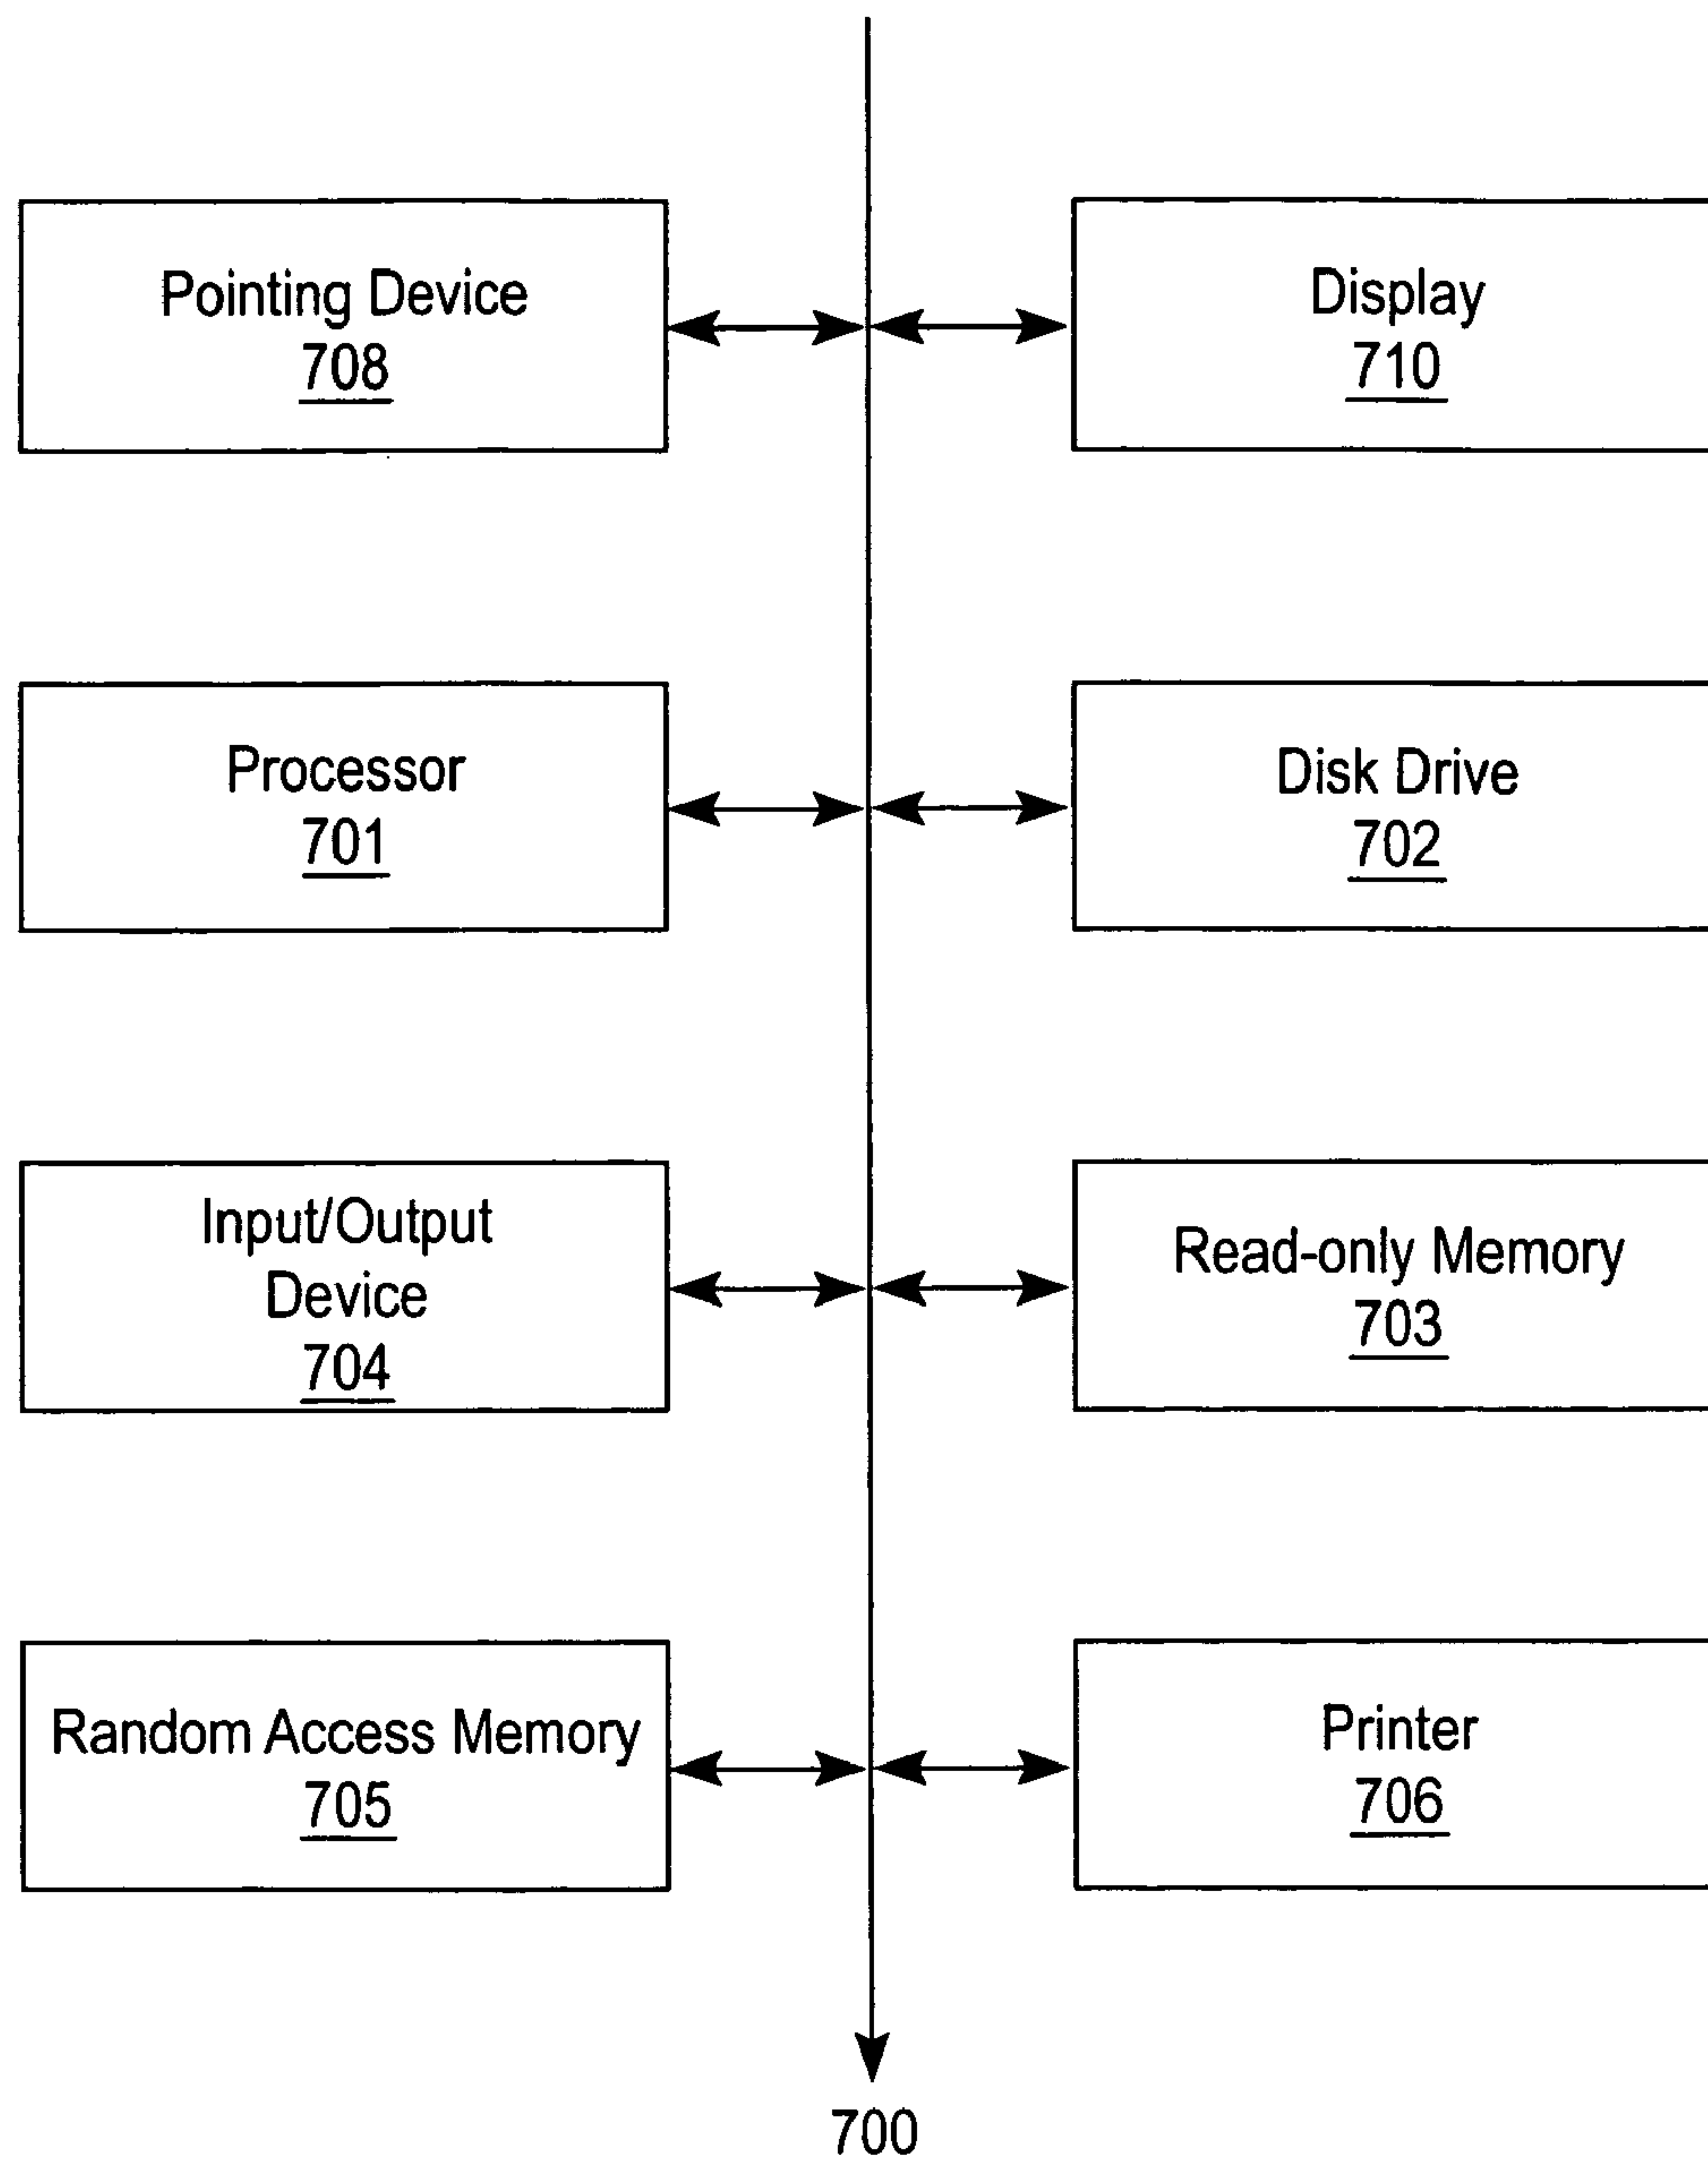 Pointing Device
708
Display
710
Processor
701
Disk Drive
702
Input/Output
Device
704
Read-only Memory
703
Random Access Memory
705
Printer
706
700